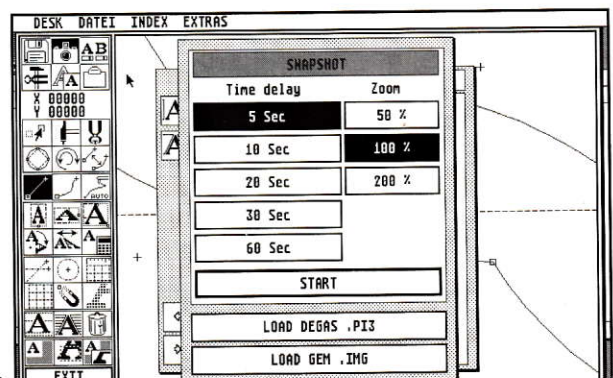 DESK DATEI INDEX EXTRAS
AB
A
X 00000
Y 00000
AUTO
A A
A A
A A
A A
EXIT
A
A
SNAPSHOT
Time delay Zoom
5 Sec 50 %
10 Sec 100 %
20 Sec 200 %
30 Sec
60 Sec
START
LOAD DEGAS .PI3
LOAD GEM .IMG